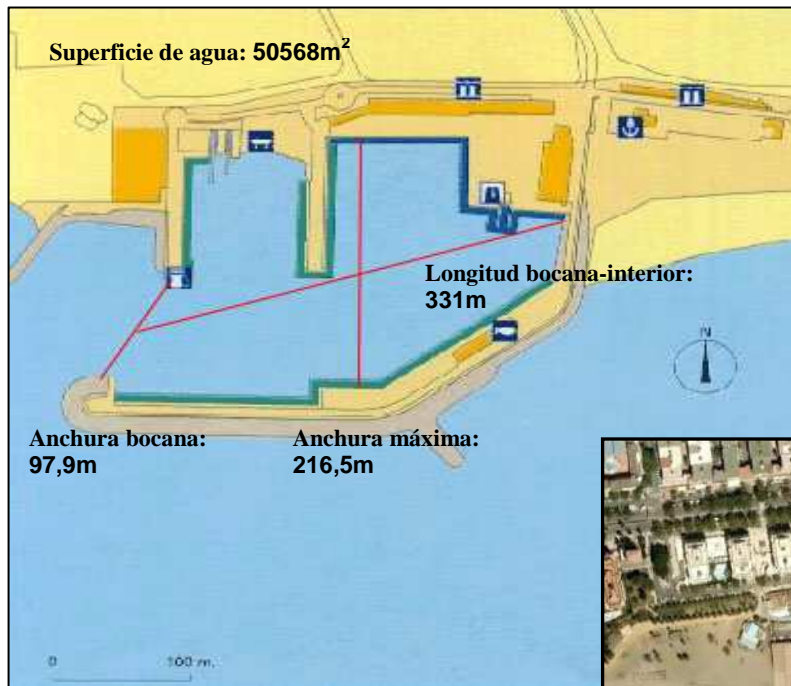 Superficie de agua: 50568m²
Longitud bocana-interior:
331m
N
Anchura bocana:
97,9m
Anchura máxima:
216,5m
0 100 m.